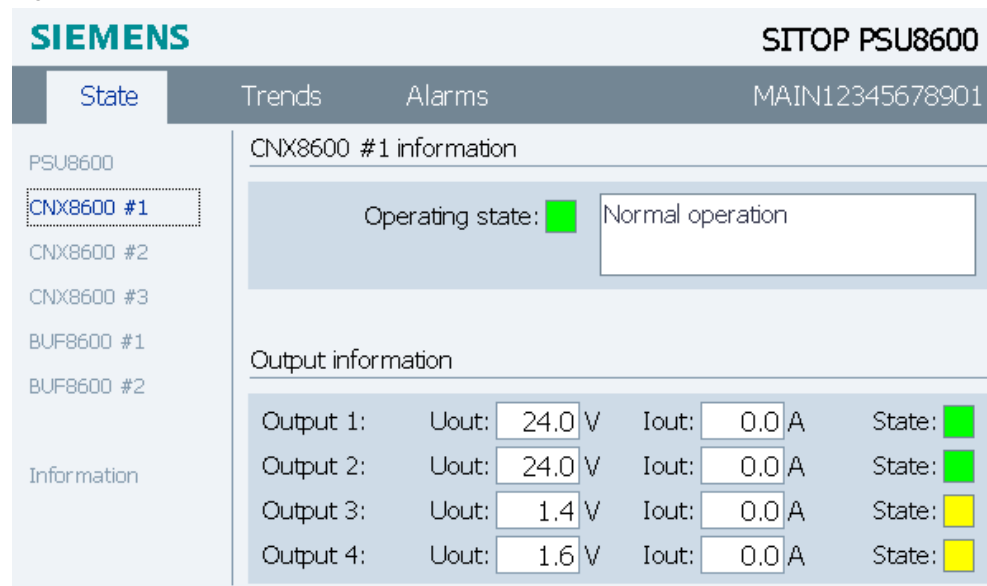 SIEMENS SITOP PSU8600
State Trends Alarms MAIN12345678901
PSU8600
CNX8600 #1
CNX8600 #2
CNX8600 #3
BUF8600 #1
BUF8600 #2
Information
CNX8600 #1 information
Operating state: Normal operation
Output information
Output 1: Uout: 24.0 V Iout: 0.0 A State:
Output 2: Uout: 24.0 V Iout: 0.0 A State:
Output 3: Uout: 1.4 V Iout: 0.0 A State:
Output 4: Uout: 1.6 V Iout: 0.0 A State: